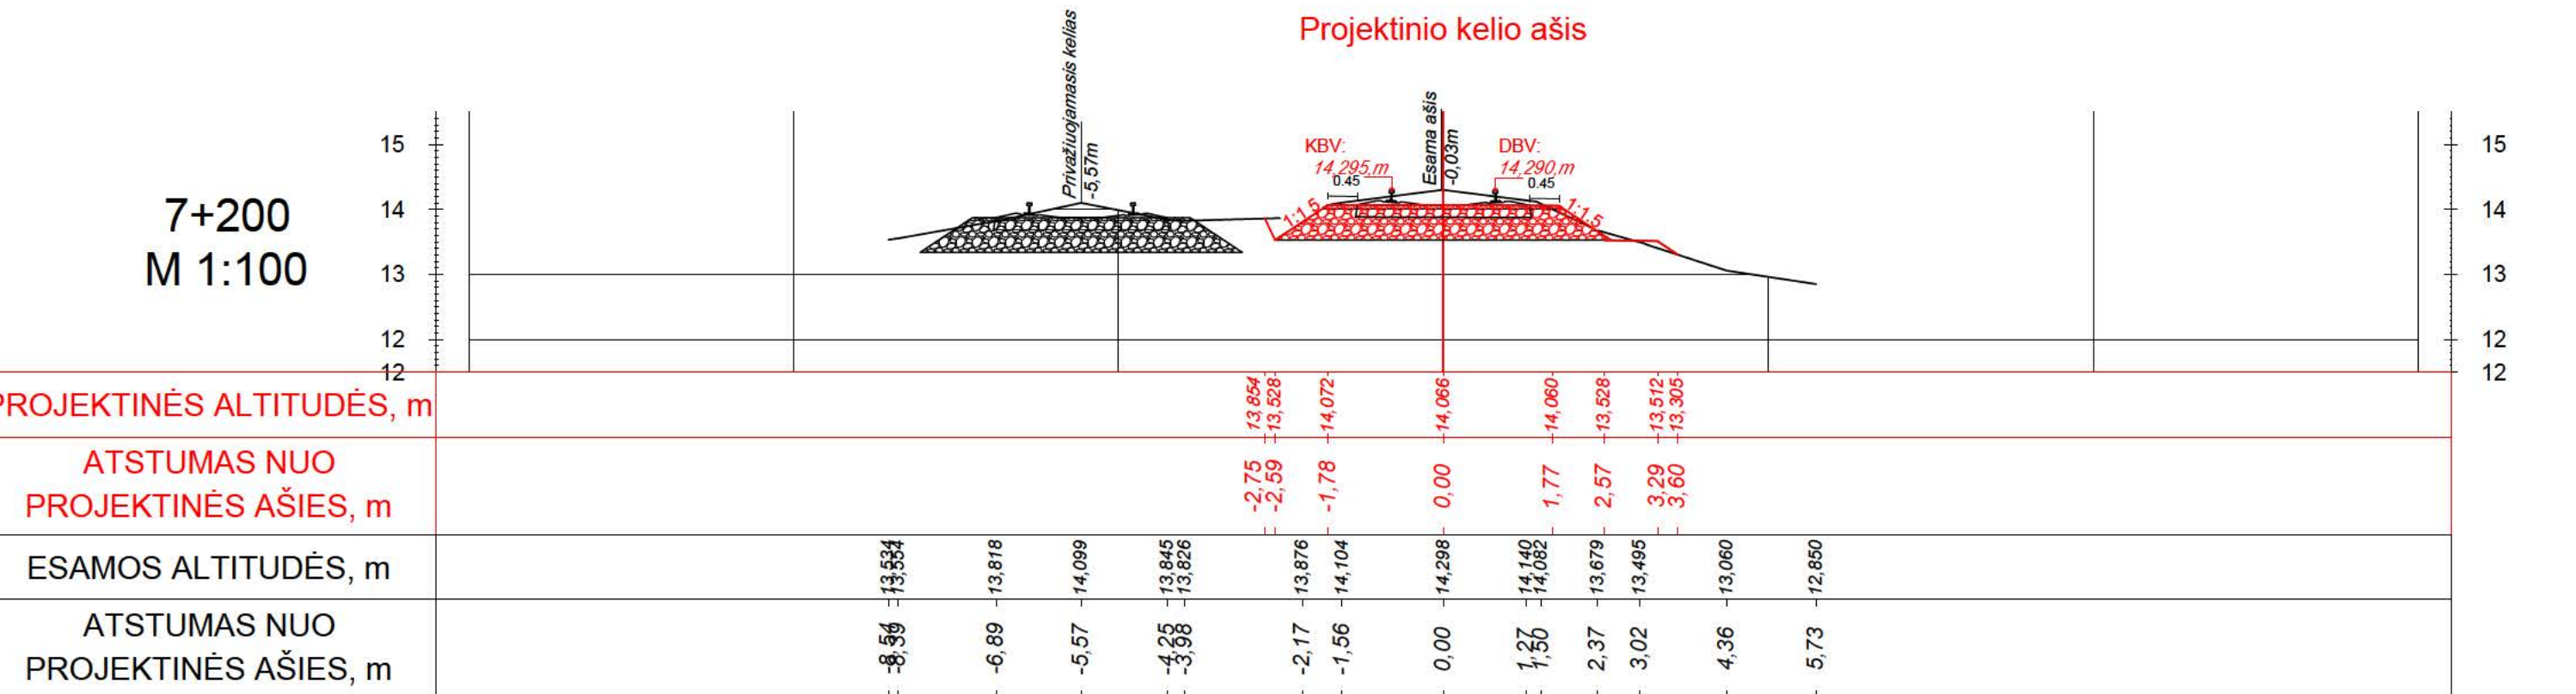 Projektinio kelio ašis
Privažiuojamasis kelias
-5,57m
Esama ašis
-0,03m
KBV:
14,295,m
DBV:
14,290,m
0.45
0.45
1:1.5
1:1.5
7+200
M 1:100
15
14
13
12
12
15
14
13
12
12
PROJEKTINĖS ALTITUDĖS, m
13,854 13,528 14,072 14,066 14,060 13,528 13,512 13,305
ATSTUMAS NUO
PROJEKTINĖS AŠIES, m
-2,75 -2,59 -1,78 0,00 1,77 2,57 3,29 3,60
ESAMOS ALTITUDĖS, m
13,534 13,554 13,818 14,099 13,845 13,826 13,876 14,104 14,298 14,140 14,082 13,679 13,495 13,060 12,850
ATSTUMAS NUO
PROJEKTINĖS AŠIES, m
-8,54 -8,39 -6,89 -5,57 -4,25 -3,98 -2,17 -1,56 0,00 1,27 1,50 2,37 3,02 4,36 5,73